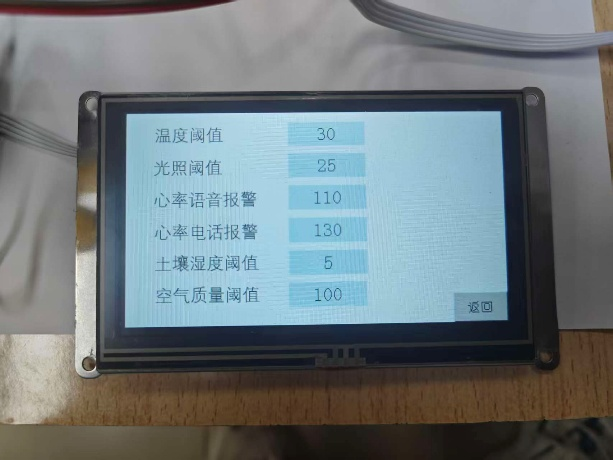 温度阈值 30
光照阈值 25
心率语音报警 110
心率电话报警 130
土壤湿度阈值 5
空气质量阈值 100
返回